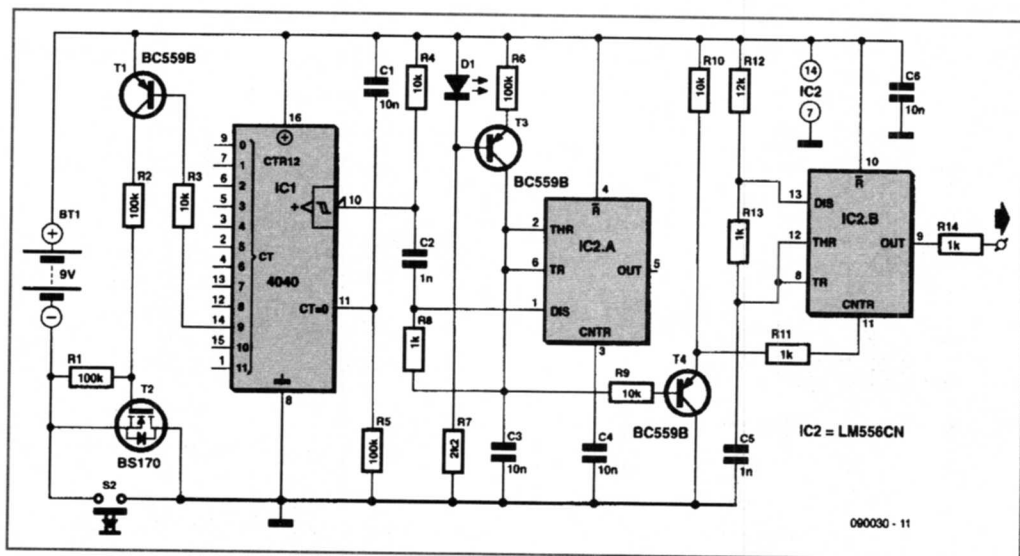 T1
BC559B
R2
100k
R3
10k
BT1
9V
R1
100k
T2
BS170
S2
16
CTR12
IC1
CT
4040
CT=0
9 0
7 1
6 2
5 3
3 4
2 5
4 6
13 7
12 8
14 9
15 10
1 11
10
11
8
C1
10n
R4
10k
C2
1n
R8
1k
R5
100k
D1
R6
100k
T3
BC559B
R7
2k2
C3
10n
C4
10n
4
R
IC2.A
2 THR
6 TR
1 DIS
OUT 5
CNTR
3
R9
10k
T4
BC559B
R10
10k
R12
12k
R13
1k
R11
1k
C5
1n
14
IC2
7
C6
10n
10
R
IC2.B
13 DIS
12 THR
8 TR
OUT 9
CNTR
11
R14
1k
IC2 = LM556CN
090030 - 11